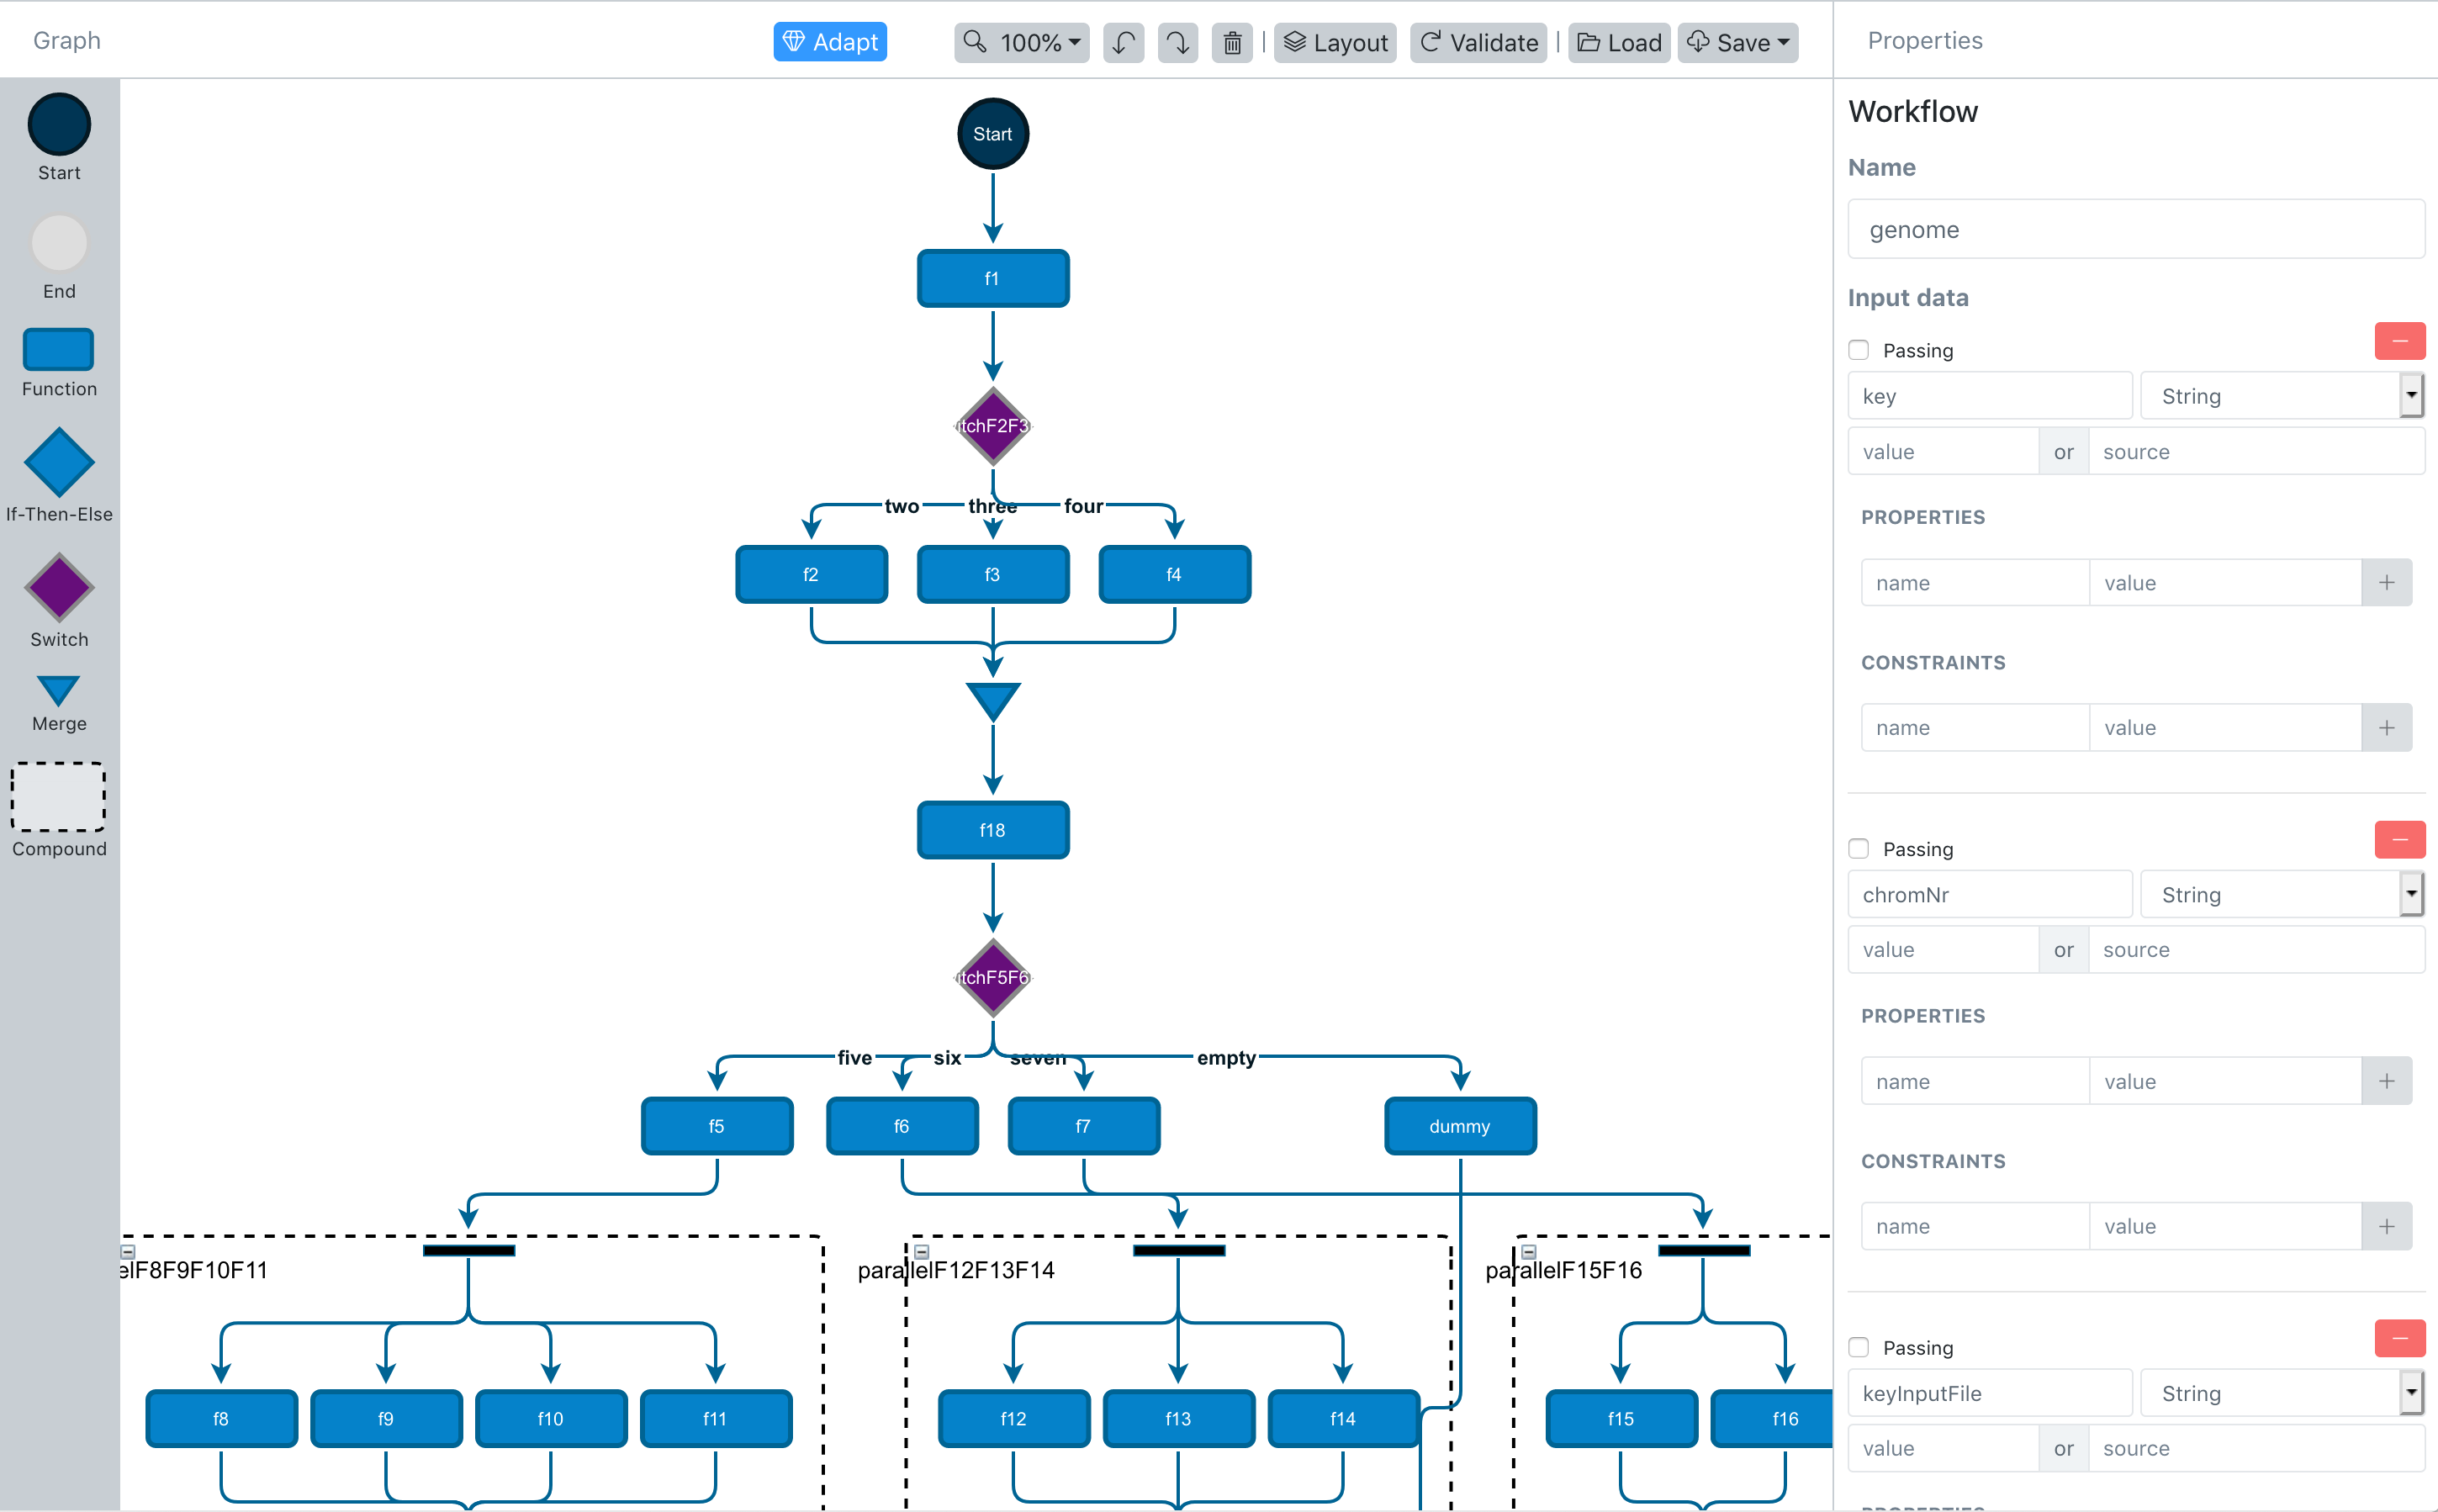 Graph
Adapt
100%
Layout
Validate
Load
Save
Properties
Start
End
Function
If-Then-Else
Switch
Merge
Compound
Start
f1
itchF2F3
two three four
f2 f3 f4
f18
itchF5F6
five six seven empty
f5 f6 f7 dummy
elF8F9F10F11
parallelF12F13F14
parallelF15F16
f8 f9 f10 f11 f12 f13 f14 f15 f16
Workflow
Name
genome
Input data
Passing
key String
value or source
PROPERTIES
name value
CONSTRAINTS
name value
Passing
chromNr String
value or source
PROPERTIES
name value
CONSTRAINTS
name value
Passing
keyInputFile String
value or source